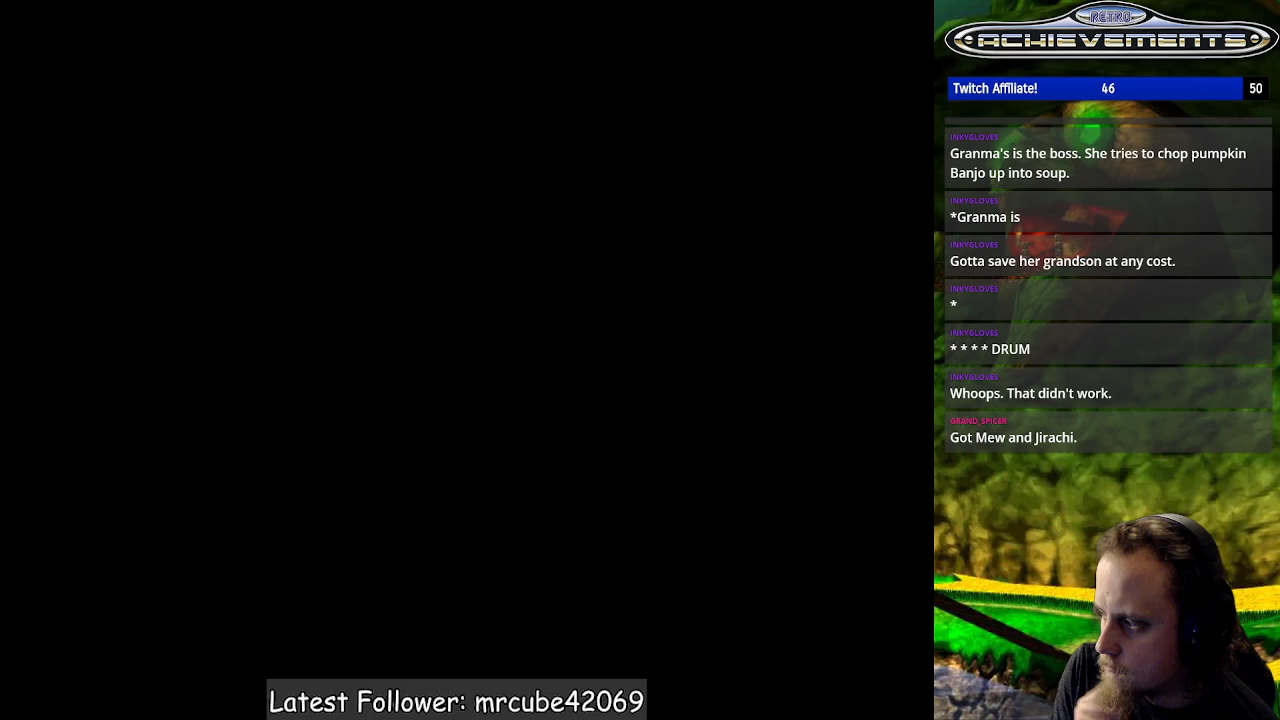 RETRO
ACHIEVEMENTS
Twitch Affiliate! 46 50
INKYGLOVES
Granma's is the boss. She tries to chop pumpkin
Banjo up into soup.
INKYGLOVES
*Granma is
INKYGLOVES
Gotta save her grandson at any cost.
INKYGLOVES
*
INKYGLOVES
* * * * DRUM
INKYGLOVES
Whoops. That didn't work.
GRAND_SPICER
Got Mew and Jirachi.
Latest Follower: mrcube42069